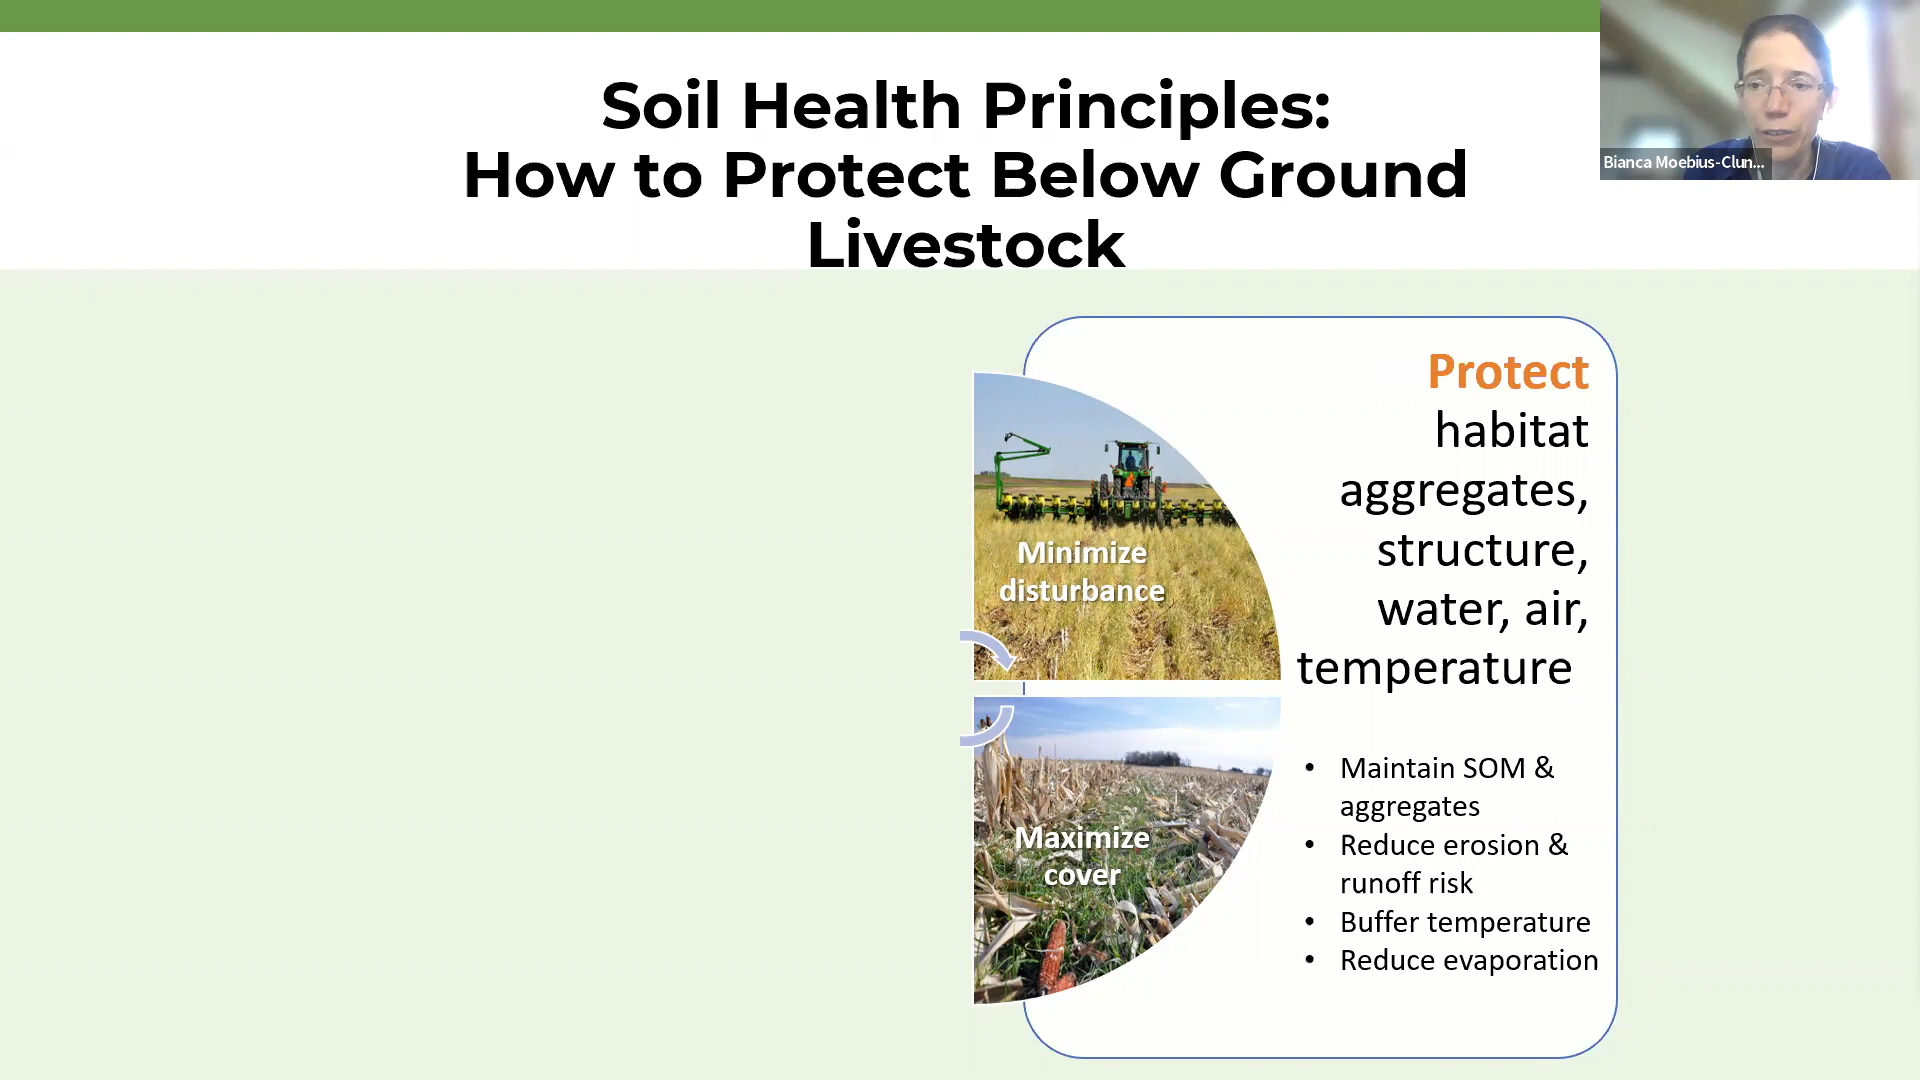 Soil Health Principles:
How to Protect Below Ground
Livestock
Bianca Moebius-Clun...
Protect
habitat
aggregates,
structure,
water, air,
temperature
Minimize
disturbance
Maximize
cover
• Maintain SOM &
aggregates
• Reduce erosion &
runoff risk
• Buffer temperature
• Reduce evaporation